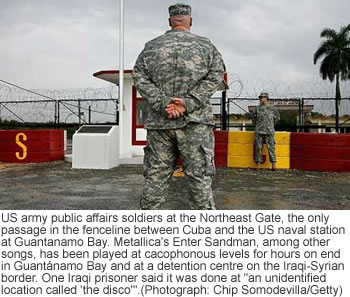 S
US army public affairs soldiers at the Northeast Gate, the only
passage in the fenceline between Cuba and the US naval station
at Guantanamo Bay. Metallica's Enter Sandman, among other
songs, has been played at cacophonous levels for hours on end
in Guantánamo Bay and at a detention centre on the Iraqi-Syrian
border. One Iraqi prisoner said it was done at "an unidentified
location called 'the disco'".(Photograph: Chip Somodevilla/Getty)